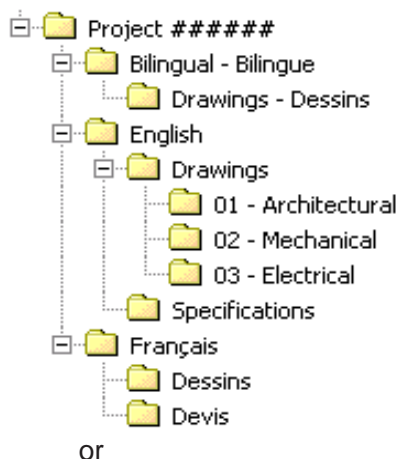 Project ######
Bilingual - Bilingue
Drawings - Dessins
English
Drawings
01 - Architectural
02 - Mechanical
03 - Electrical
Specifications
Français
Dessins
Devis
or